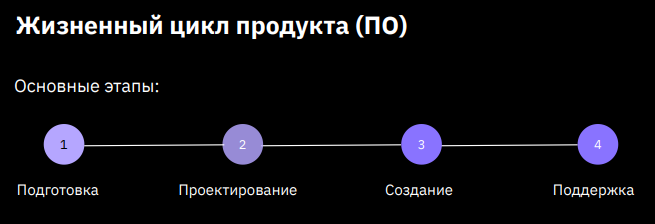 Жизненный цикл продукта (ПО)
Основные этапы:
1 2 3 4
Подготовка Проектирование Создание Поддержка